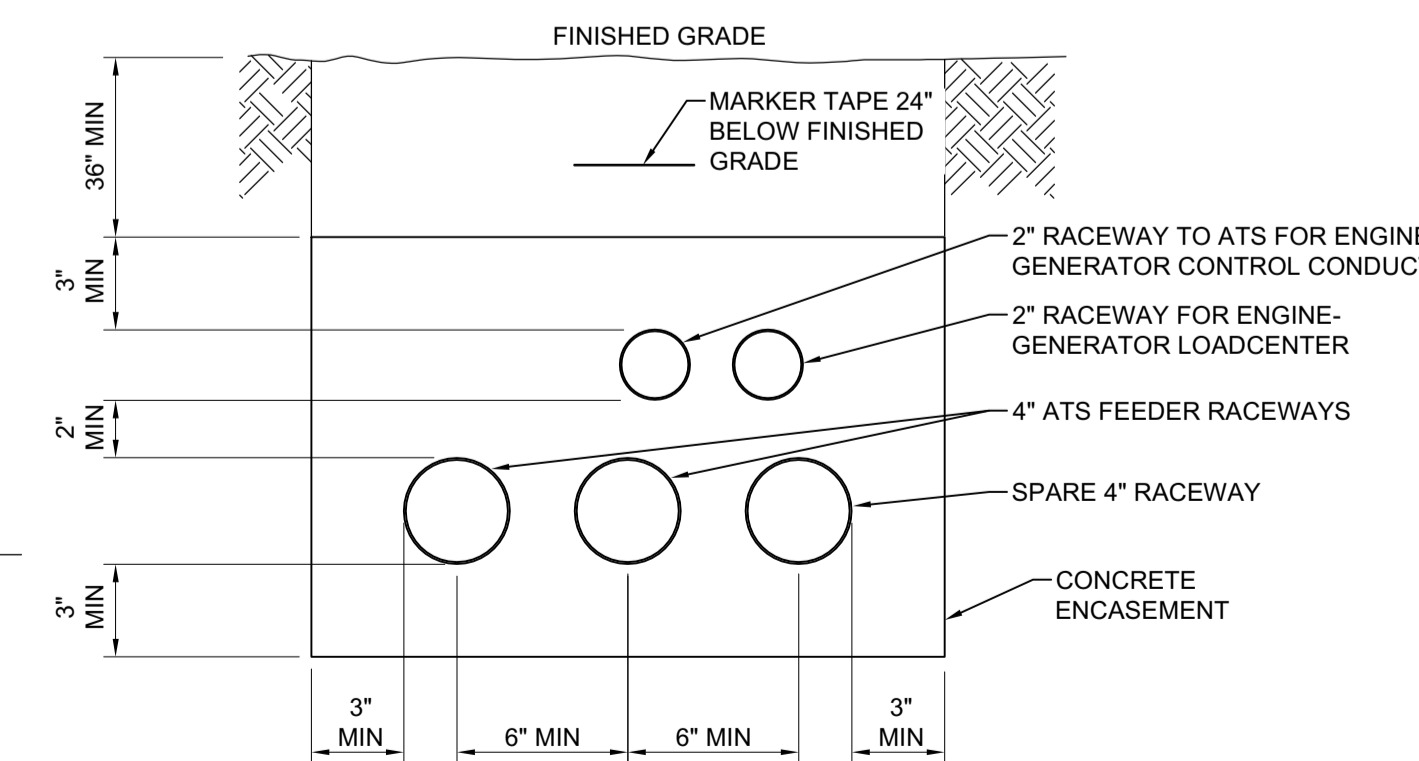 FINISHED GRADE
MARKER TAPE 24"
BELOW FINISHED
GRADE
36" MIN
2" RACEWAY TO ATS FOR
GENERATOR CONTROL
3"
MIN
2" RACEWAY FOR ENGINE-
GENERATOR LOADCENTER
2"
MIN
4" ATS FEEDER RACEWAYS
SPARE 4" RACEWAY
3"
MIN
CONCRETE
ENCASEMENT
3"
MIN
6" MIN
6" MIN
3"
MIN